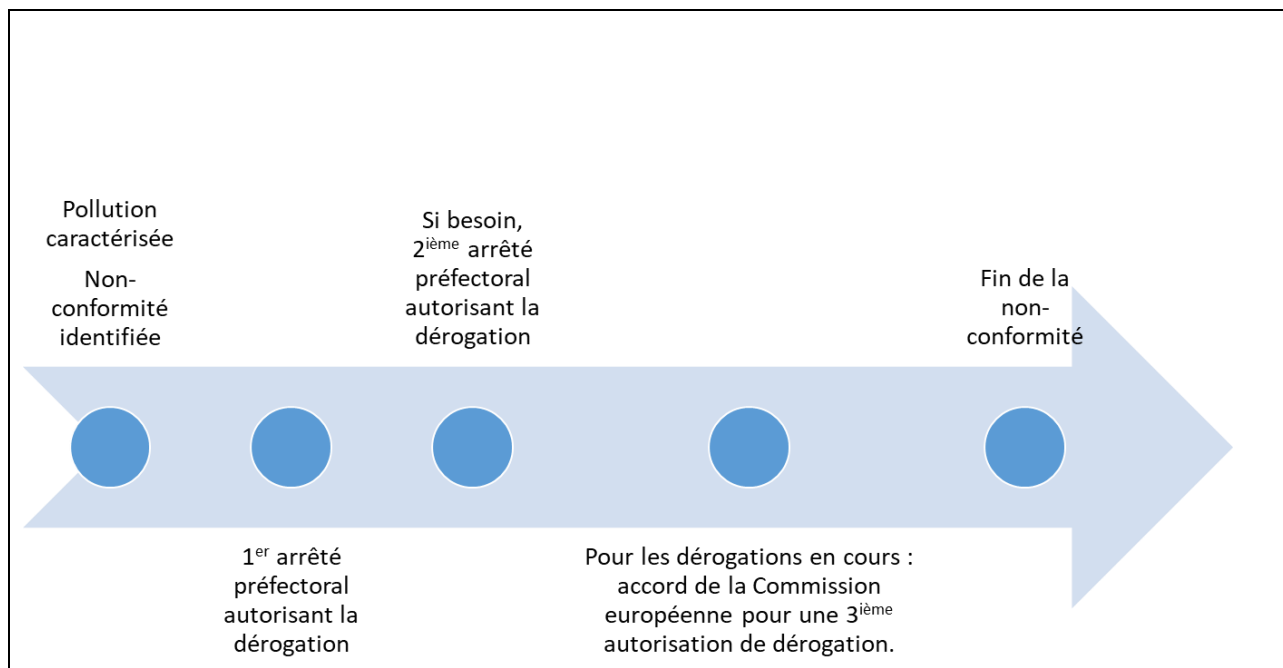 Pollution
caractérisée
Non-
conformité
identifiée
1er arrêté
préfectoral
autorisant la
dérogation
Si besoin,
2ième arrêté
préfectoral
autorisant la
dérogation
Pour les dérogations en cours :
accord de la Commission
européenne pour une 3ième
autorisation de dérogation.
Fin de la
non-
conformité